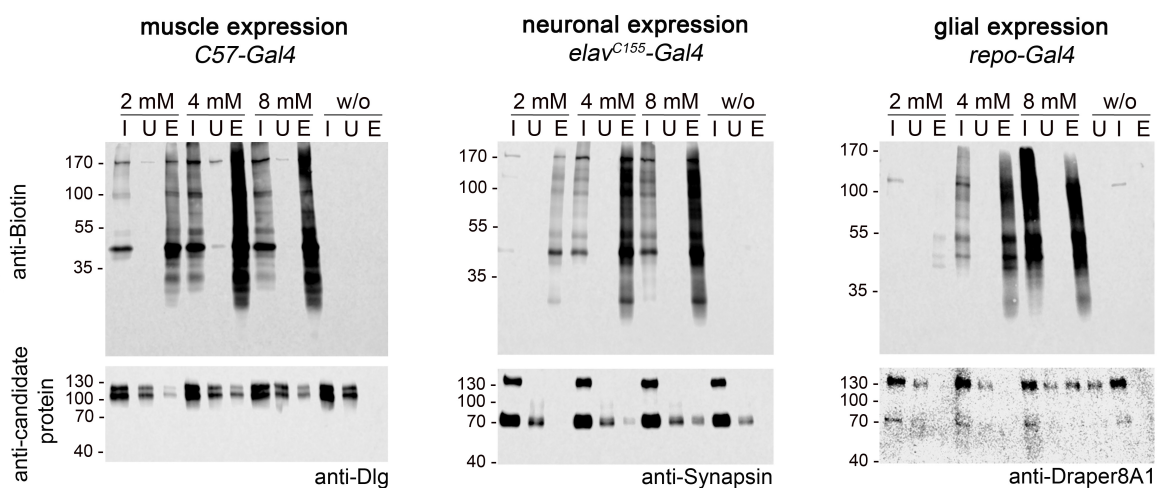 muscle expression
C57-Gal4
neuronal expression
elavC155-Gal4
glial expression
repo-Gal4
2 mM 4 mM 8 mM w/o
I U E I U E I U E I U E
2 mM 4 mM 8 mM w/o
I U E I U E I U E I U E
2 mM 4 mM 8 mM w/o
I U E I U E I U E U I E
anti-Biotin
170 -
100 -
55 -
35 -
170 -
100 -
55 -
35 -
170 -
100 -
55 -
35 -
anti-candidate
protein
130 -
100 -
70 -
40 -
130 -
100 -
70 -
40 -
130 -
100 -
70 -
40 -
anti-Dlg
anti-Synapsin
anti-Draper8A1